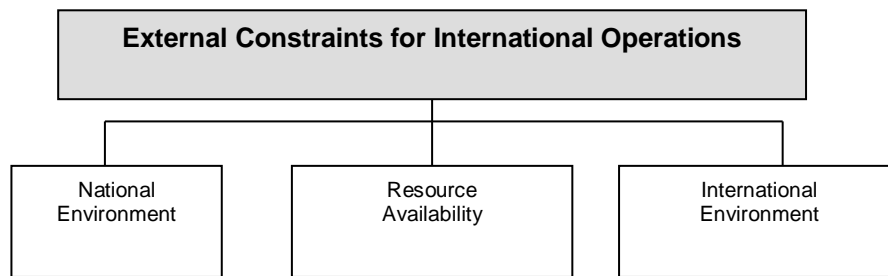 External Constraints for International Operations
National
Environment
Resource
Availability
International
Environment